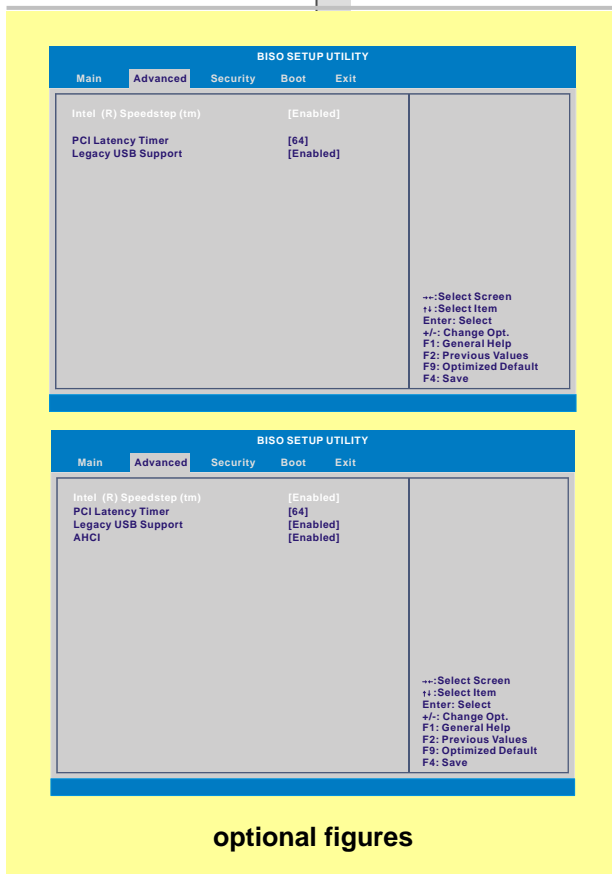 BISO SETUP UTILITY
Main Advanced Security Boot Exit
Intel (R) Speedstep (tm) [Enabled]
PCI Latency Timer [64]
Legacy USB Support [Enabled]
→←:Select Screen
↑↓:Select Item
Enter: Select
+/-: Change Opt.
F1: General Help
F2: Previous Values
F9: Optimized Default
F4: Save
BISO SETUP UTILITY
Main Advanced Security Boot Exit
Intel (R) Speedstep (tm) [Enabled]
PCI Latency Timer [64]
Legacy USB Support [Enabled]
AHCI [Enabled]
→←:Select Screen
↑↓:Select Item
Enter: Select
+/-: Change Opt.
F1: General Help
F2: Previous Values
F9: Optimized Default
F4: Save
optional figures